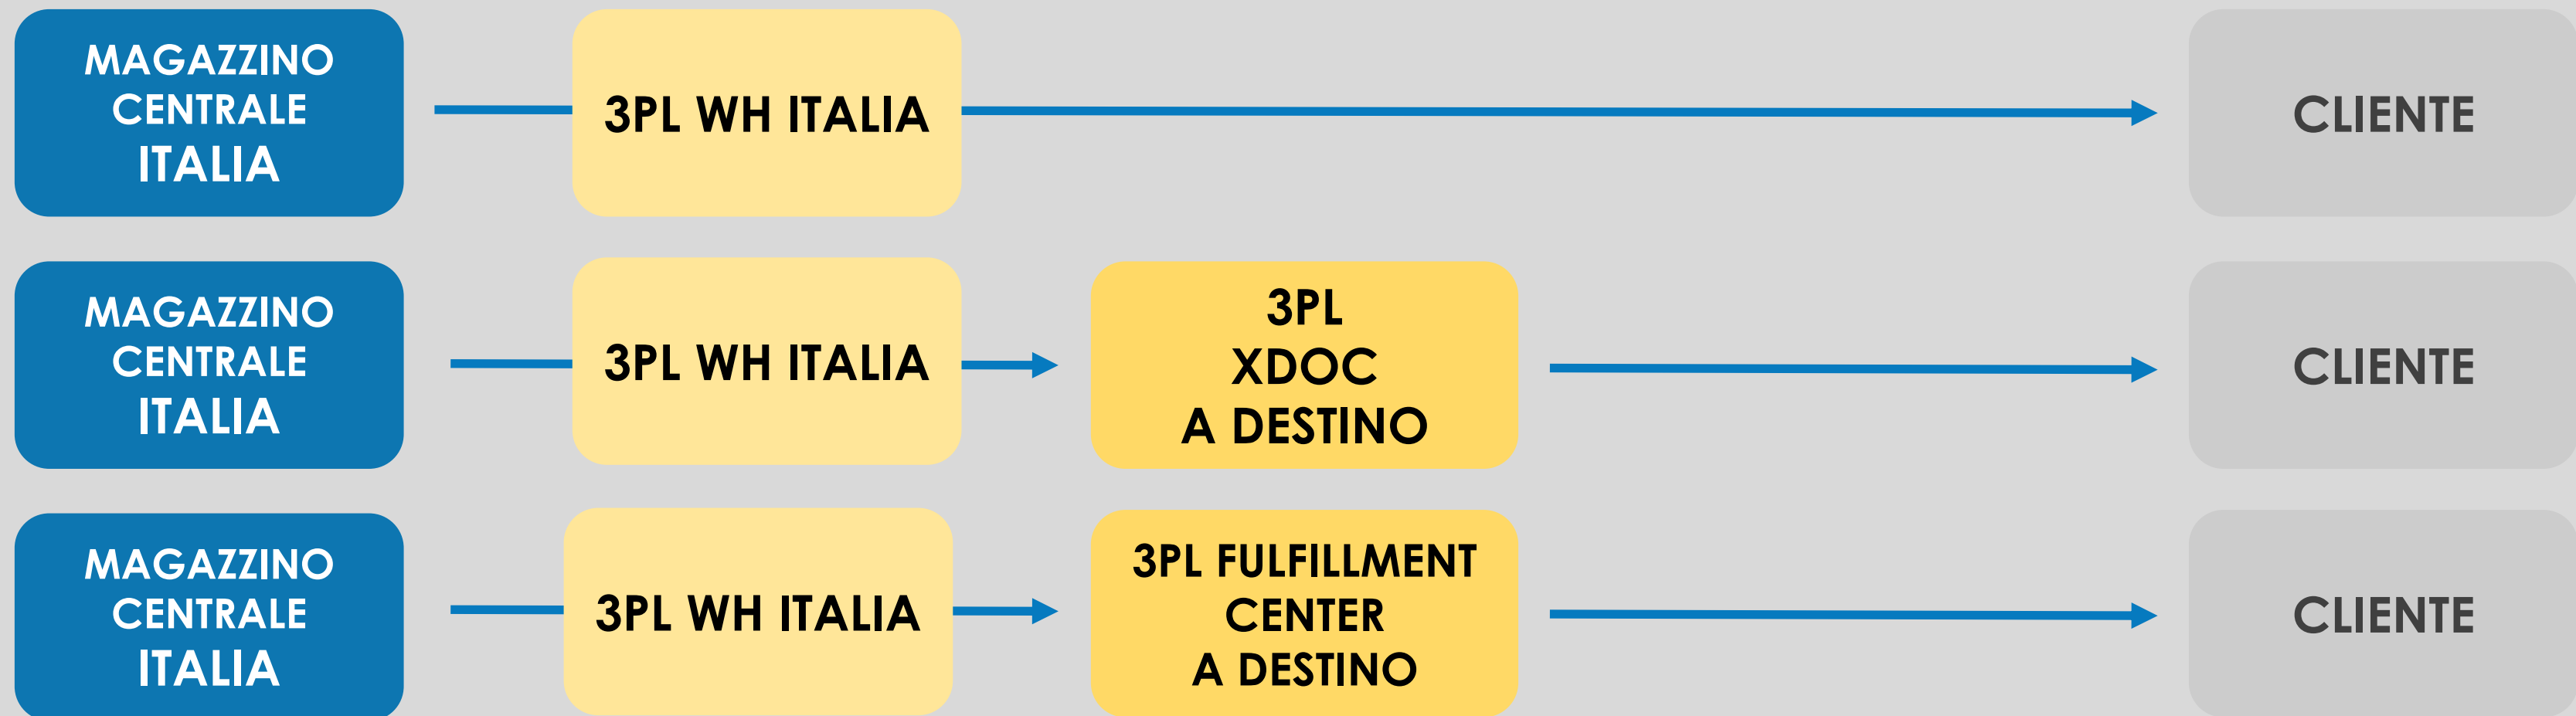 MAGAZZINO
CENTRALE
ITALIA
3PL WH ITALIA
CLIENTE
MAGAZZINO
CENTRALE
ITALIA
3PL WH ITALIA
3PL
XDOC
A DESTINO
CLIENTE
MAGAZZINO
CENTRALE
ITALIA
3PL WH ITALIA
3PL FULFILLMENT
CENTER
A DESTINO
CLIENTE